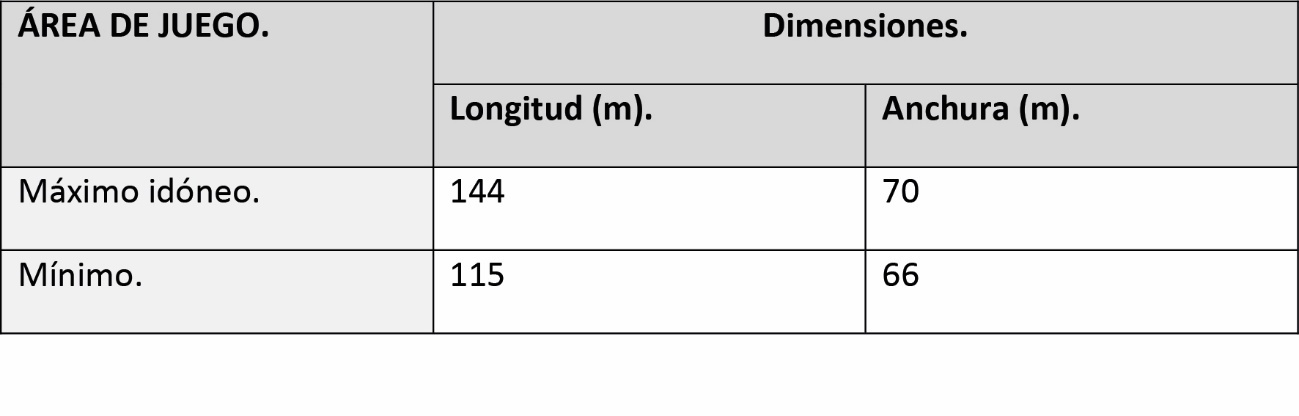 ÁREA DE JUEGO.
Dimensiones.
Longitud (m).
Anchura (m).
Máximo idóneo.
144
70
Mínimo.
115
66